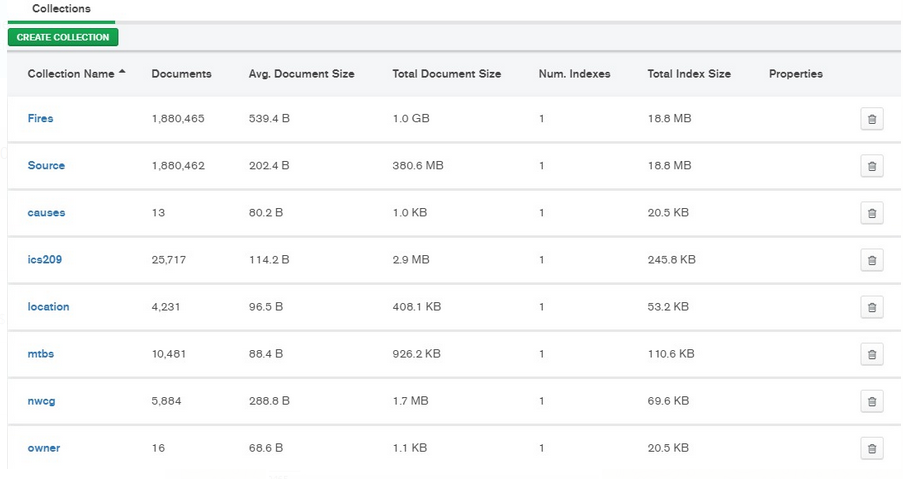 Collections
CREATE COLLECTION
Collection Name Documents Avg. Document Size Total Document Size Num. Indexes Total Index Size Properties
Fires 1,880,465 539.4 B 1.0 GB 1 18.8 MB
Source 1,880,462 202.4 B 380.6 MB 1 18.8 MB
causes 13 80.2 B 1.0 KB 1 20.5 KB
ics209 25,717 114.2 B 2.9 MB 1 245.8 KB
location 4,231 96.5 B 408.1 KB 1 53.2 KB
mtbs 10,481 88.4 B 926.2 KB 1 110.6 KB
nwcg 5,884 288.8 B 1.7 MB 1 69.6 KB
owner 16 68.6 B 1.1 KB 1 20.5 KB